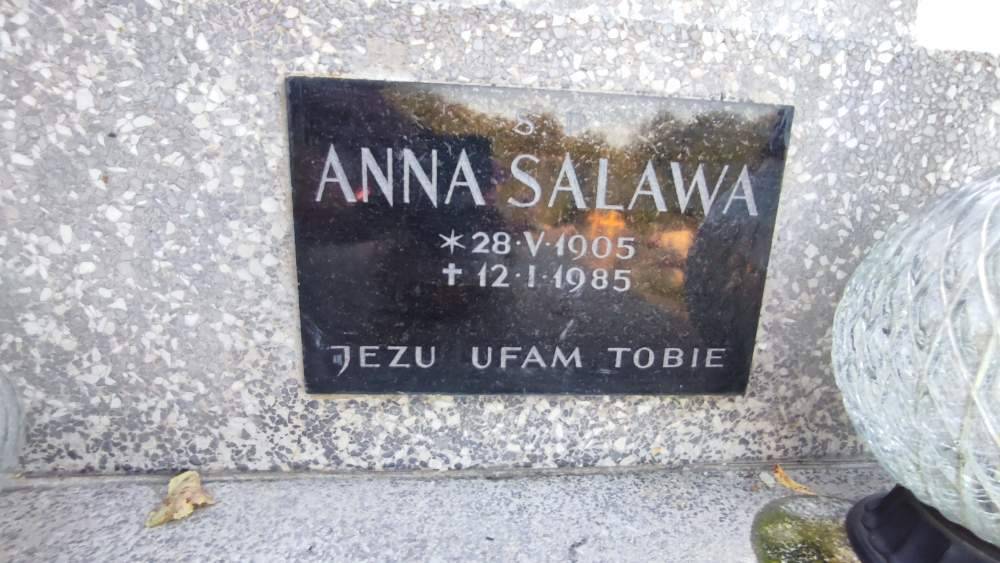 Ś.
ANNA SALAWA
* 28·V·1905
✝ 12·I·1985
JEZU UFAM TOBIE